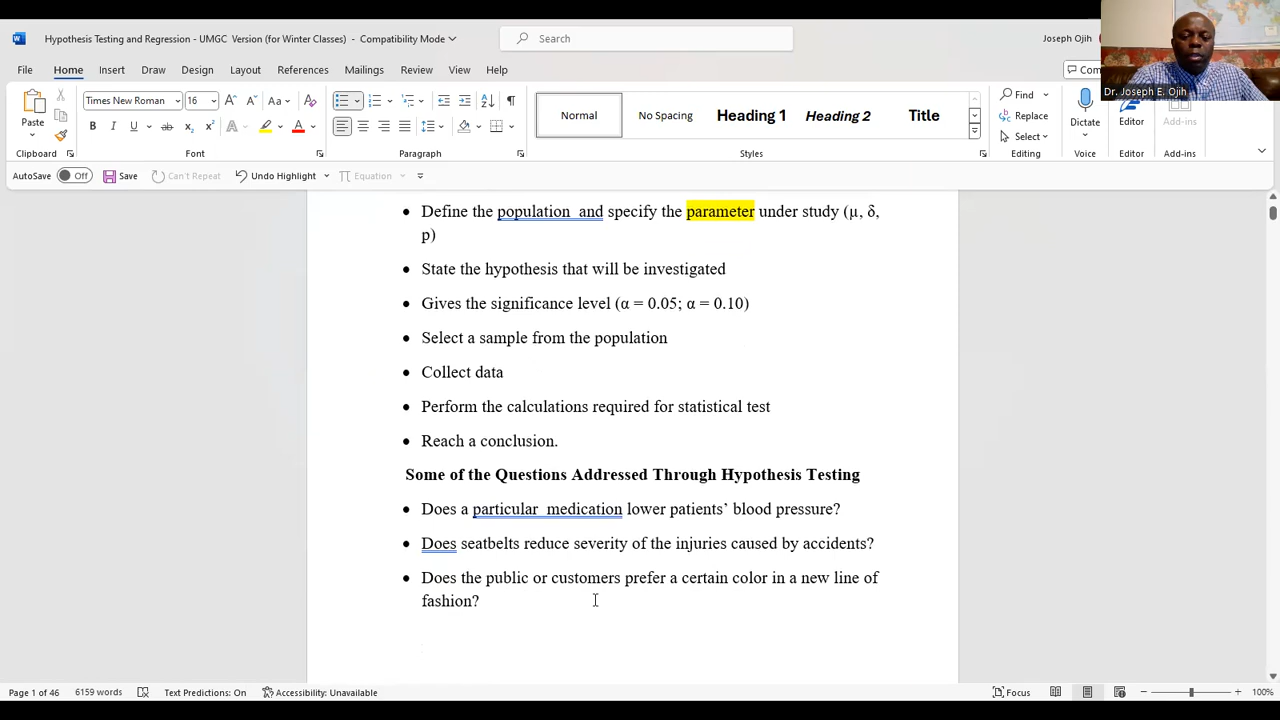 Hypothesis Testing and Regression - UMGC Version (for Winter Classes) - Compatibility Mode
Search
Joseph Ojih
File Home Insert Draw Design Layout References Mailings Review View Help
Com
Dr. Joseph E. Ojih
Times New Roman 16 A A Aa A
Normal No Spacing Heading 1 Heading 2 Title
Find
Replace
Select
Paste
B I U ab x₂ x² A A
Dictate Editor Add-ins
Clipboard Font Paragraph Styles Editing Voice Editor Add-ins
AutoSave Off Save Can't Repeat Undo Highlight Equation
• Define the population and specify the parameter under study (µ, δ,
p)
• State the hypothesis that will be investigated
• Gives the significance level (α = 0.05; α = 0.10)
• Select a sample from the population
• Collect data
• Perform the calculations required for statistical test
• Reach a conclusion.
Some of the Questions Addressed Through Hypothesis Testing
• Does a particular medication lower patients’ blood pressure?
• Does seatbelts reduce severity of the injuries caused by accidents?
• Does the public or customers prefer a certain color in a new line of
fashion?
Page 1 of 46 6159 words Text Predictions: On Accessibility: Unavailable Focus 100%